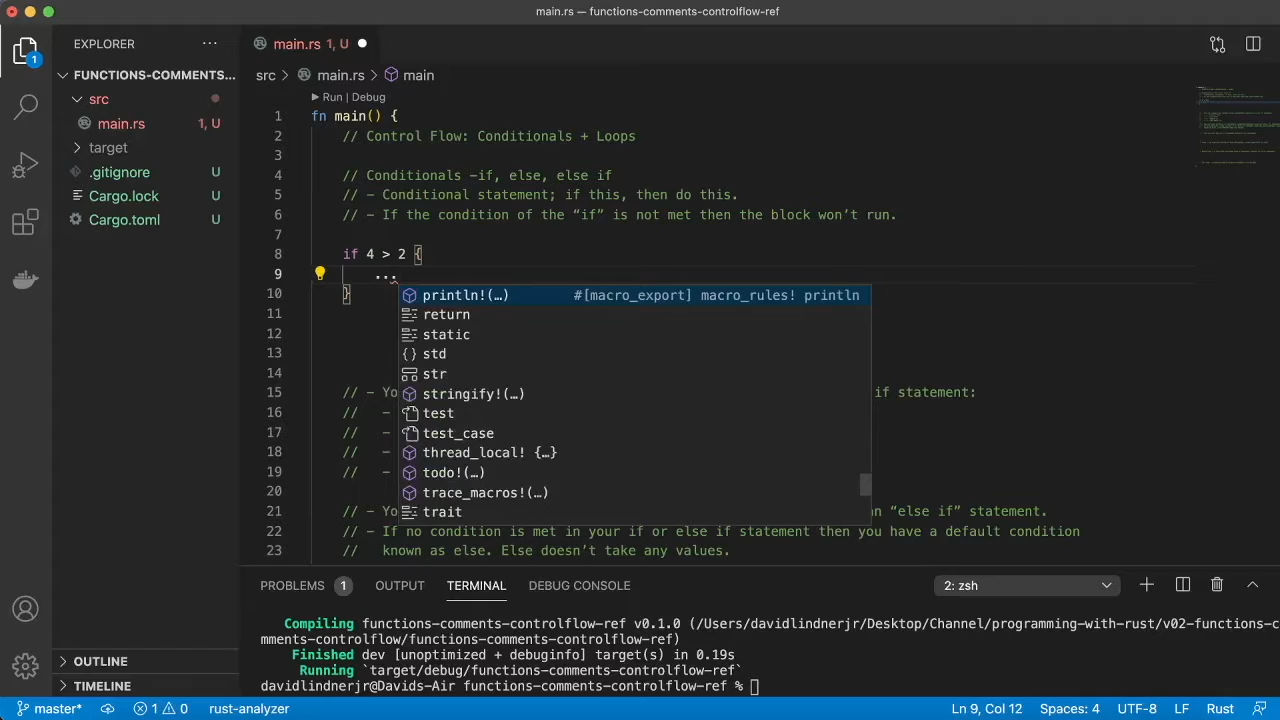 main.rs — functions-comments-controlflow-ref
EXPLORER
main.rs 1, U
1
FUNCTIONS-COMMENTS...
src
main.rs 1, U
target
.gitignore U
Cargo.lock U
Cargo.toml U
OUTLINE
TIMELINE
src > main.rs > main
Run | Debug
1 fn main() {
2 // Control Flow: Conditionals + Loops
3
4 // Conditionals -if, else, else if
5 // - Conditional statement; if this, then do this.
6 // - If the condition of the “if” is not met then the block won’t run.
7
8 if 4 > 2 {
9 ...
10 }
11
12
13
14
15 // - Yo if statement:
16 // -
17 // -
18 // -
19 // -
20
21 // - Yo n “else if” statement.
22 // - If no condition is met in your if or else if statement then you have a default condition
23 // known as else. Else doesn’t take any values.
println!(…) #[macro_export] macro_rules! println
return
static
std
str
stringify!(…)
test
test_case
thread_local! {…}
todo!(…)
trace_macros!(…)
trait
PROBLEMS 1 OUTPUT TERMINAL DEBUG CONSOLE 2: zsh
Compiling functions-comments-controlflow-ref v0.1.0 (/Users/davidlindnerjr/Desktop/Channel/programming-with-rust/v02-functions-c
mments-controlflow/functions-comments-controlflow-ref)
Finished dev [unoptimized + debuginfo] target(s) in 0.19s
Running `target/debug/functions-comments-controlflow-ref`
davidlindnerjr@Davids-Air functions-comments-controlflow-ref %
master* 1 0 rust-analyzer Ln 9, Col 12 Spaces: 4 UTF-8 LF Rust